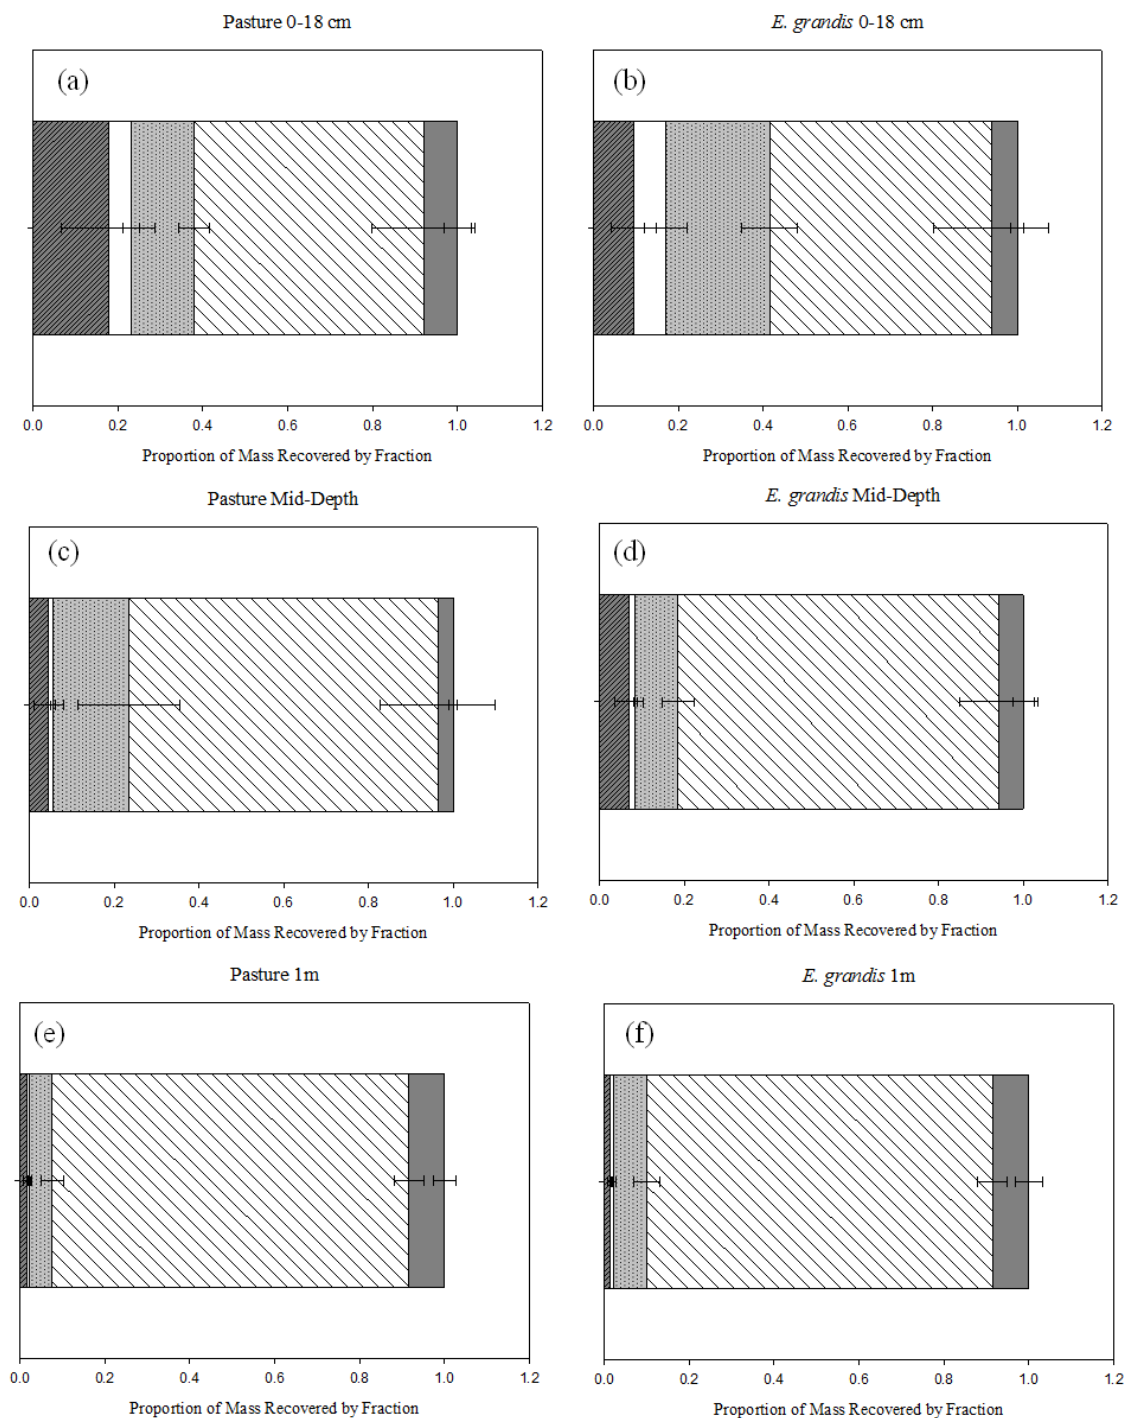 Pasture 0-18 cm
E. grandis 0-18 cm
(a)
(b)
0.0 0.2 0.4 0.6 0.8 1.0 1.2
0.0 0.2 0.4 0.6 0.8 1.0 1.2
Proportion of Mass Recovered by Fraction
Proportion of Mass Recovered by Fraction
Pasture Mid-Depth
E. grandis Mid-Depth
(c)
(d)
0.0 0.2 0.4 0.6 0.8 1.0 1.2
0.0 0.2 0.4 0.6 0.8 1.0 1.2
Proportion of Mass Recovered by Fraction
Proportion of Mass Recovered by Fraction
Pasture 1m
E. grandis 1m
(e)
(f)
0.0 0.2 0.4 0.6 0.8 1.0 1.2
0.0 0.2 0.4 0.6 0.8 1.0 1.2
Proportion of Mass Recovered by Fraction
Proportion of Mass Recovered by Fraction